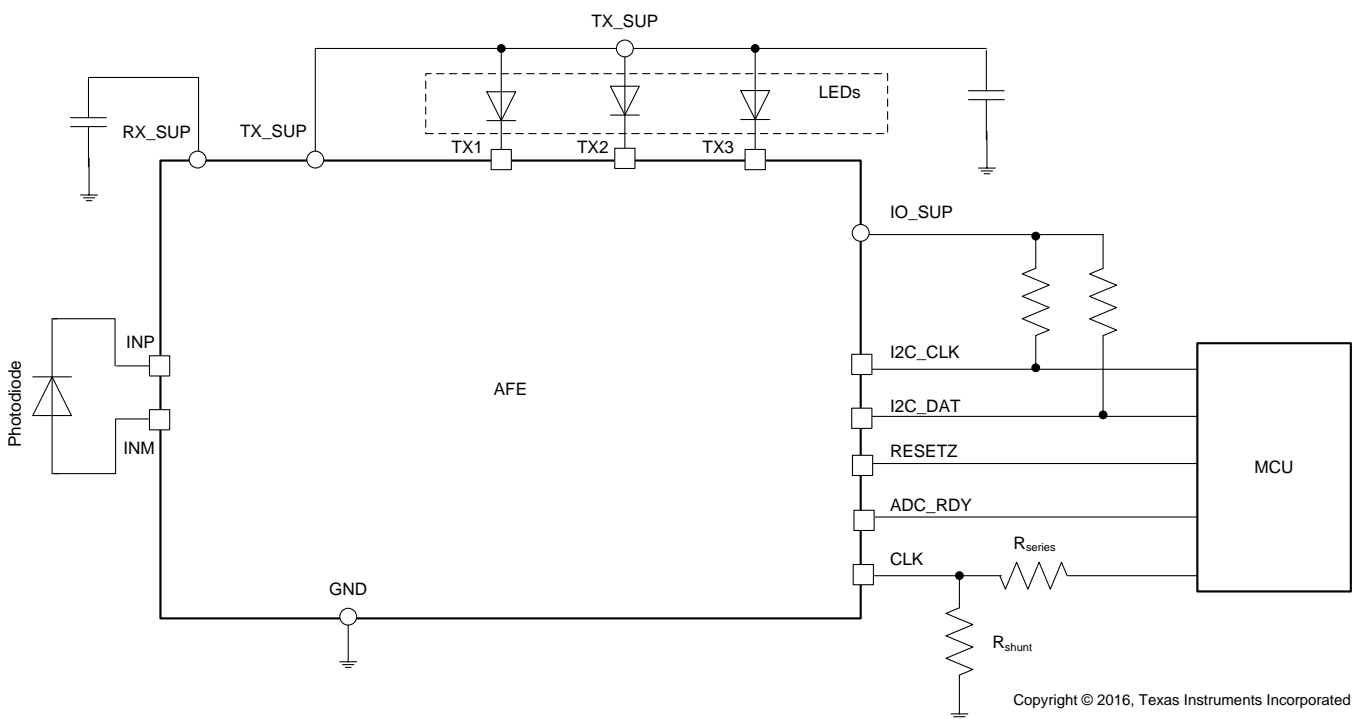 TX_SUP
LEDs
RX_SUP
TX_SUP
TX1
TX2
TX3
IO_SUP
Photodiode
INP
INM
AFE
I2C_CLK
I2C_DAT
RESETZ
ADC_RDY
CLK
Rseries
Rshunt
MCU
GND
Copyright © 2016, Texas Instruments Incorporated